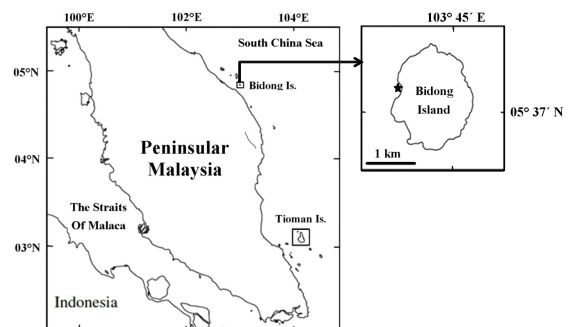 100° E
102° E
104° E
103° 45´ E
South China Sea
05°N
Bidong Is.
Bidong
Island
05° 37´ N
Peninsular
Malaysia
1 km
04°N
The Straits
Of Malaca
Tioman Is.
03°N
Indonesia